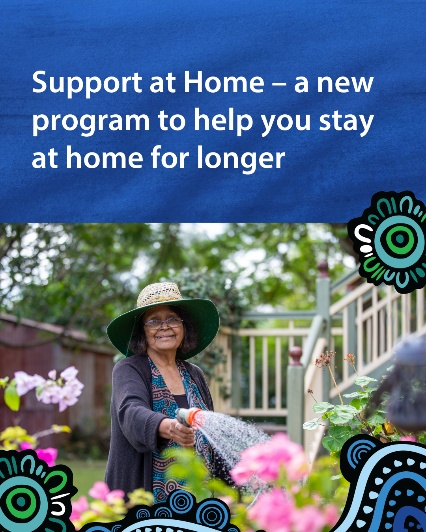 Support at Home – a new
program to help you stay
at home for longer